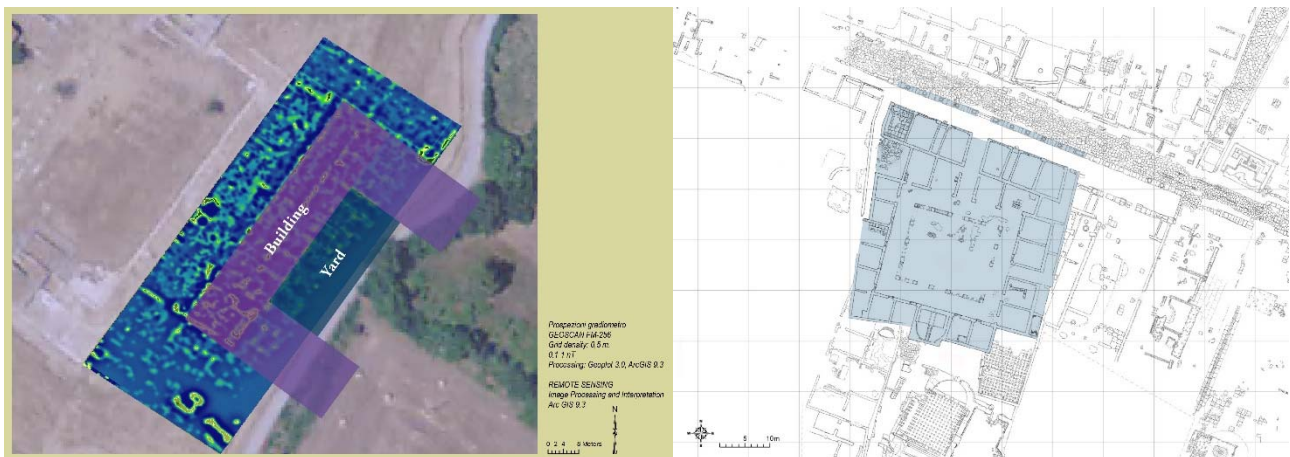 Building
Yard
Prospezioni gradiometro
GEOSCAN FM-256
Grid density: 0.5 m.
0.1 1 nT
Processing: Geoplot 3.0, ArcGIS 9.3
REMOTE SENSING
Image Processing and Interpretation
Arc GIS 9.3
N
0 2 4 8 Meters
5 10m